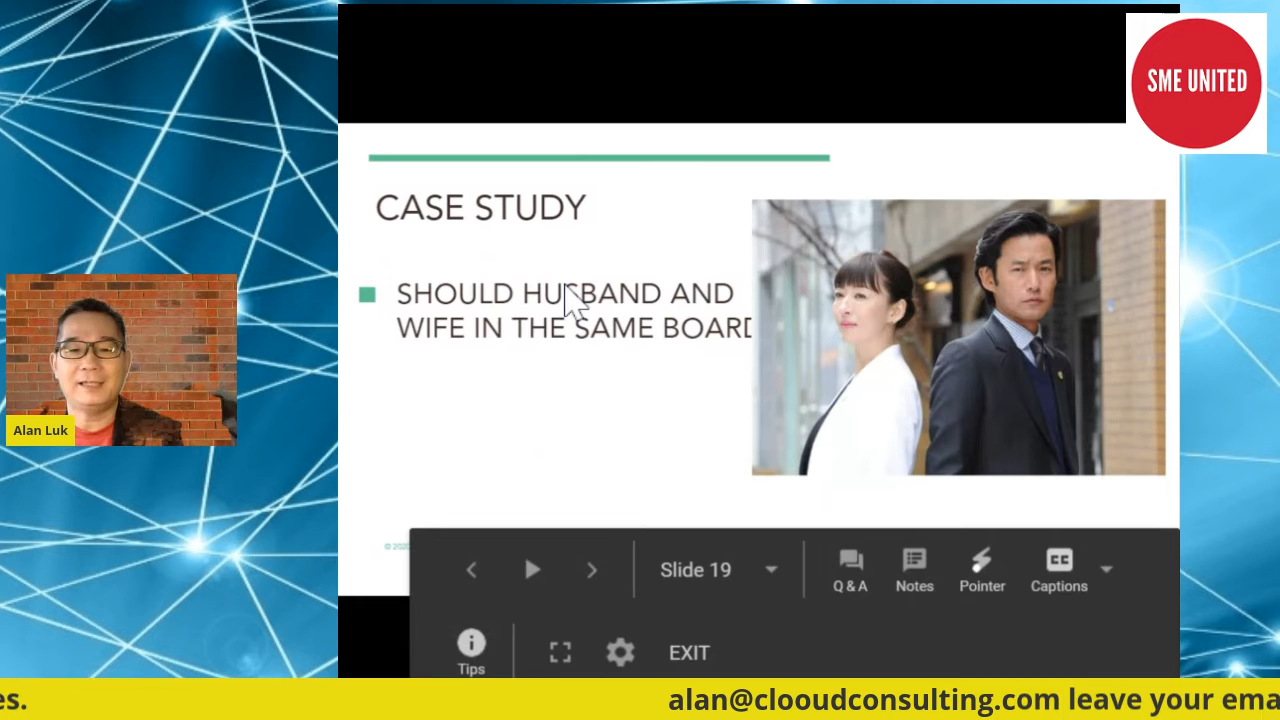 SME UNITED
CASE STUDY
SHOULD HUSBAND AND
WIFE IN THE SAME BOARD
Alan Luk
© 202
Slide 19
Q & A
Notes
Pointer
Captions
Tips
EXIT
es.
alan@clooudconsulting.com leave your ema